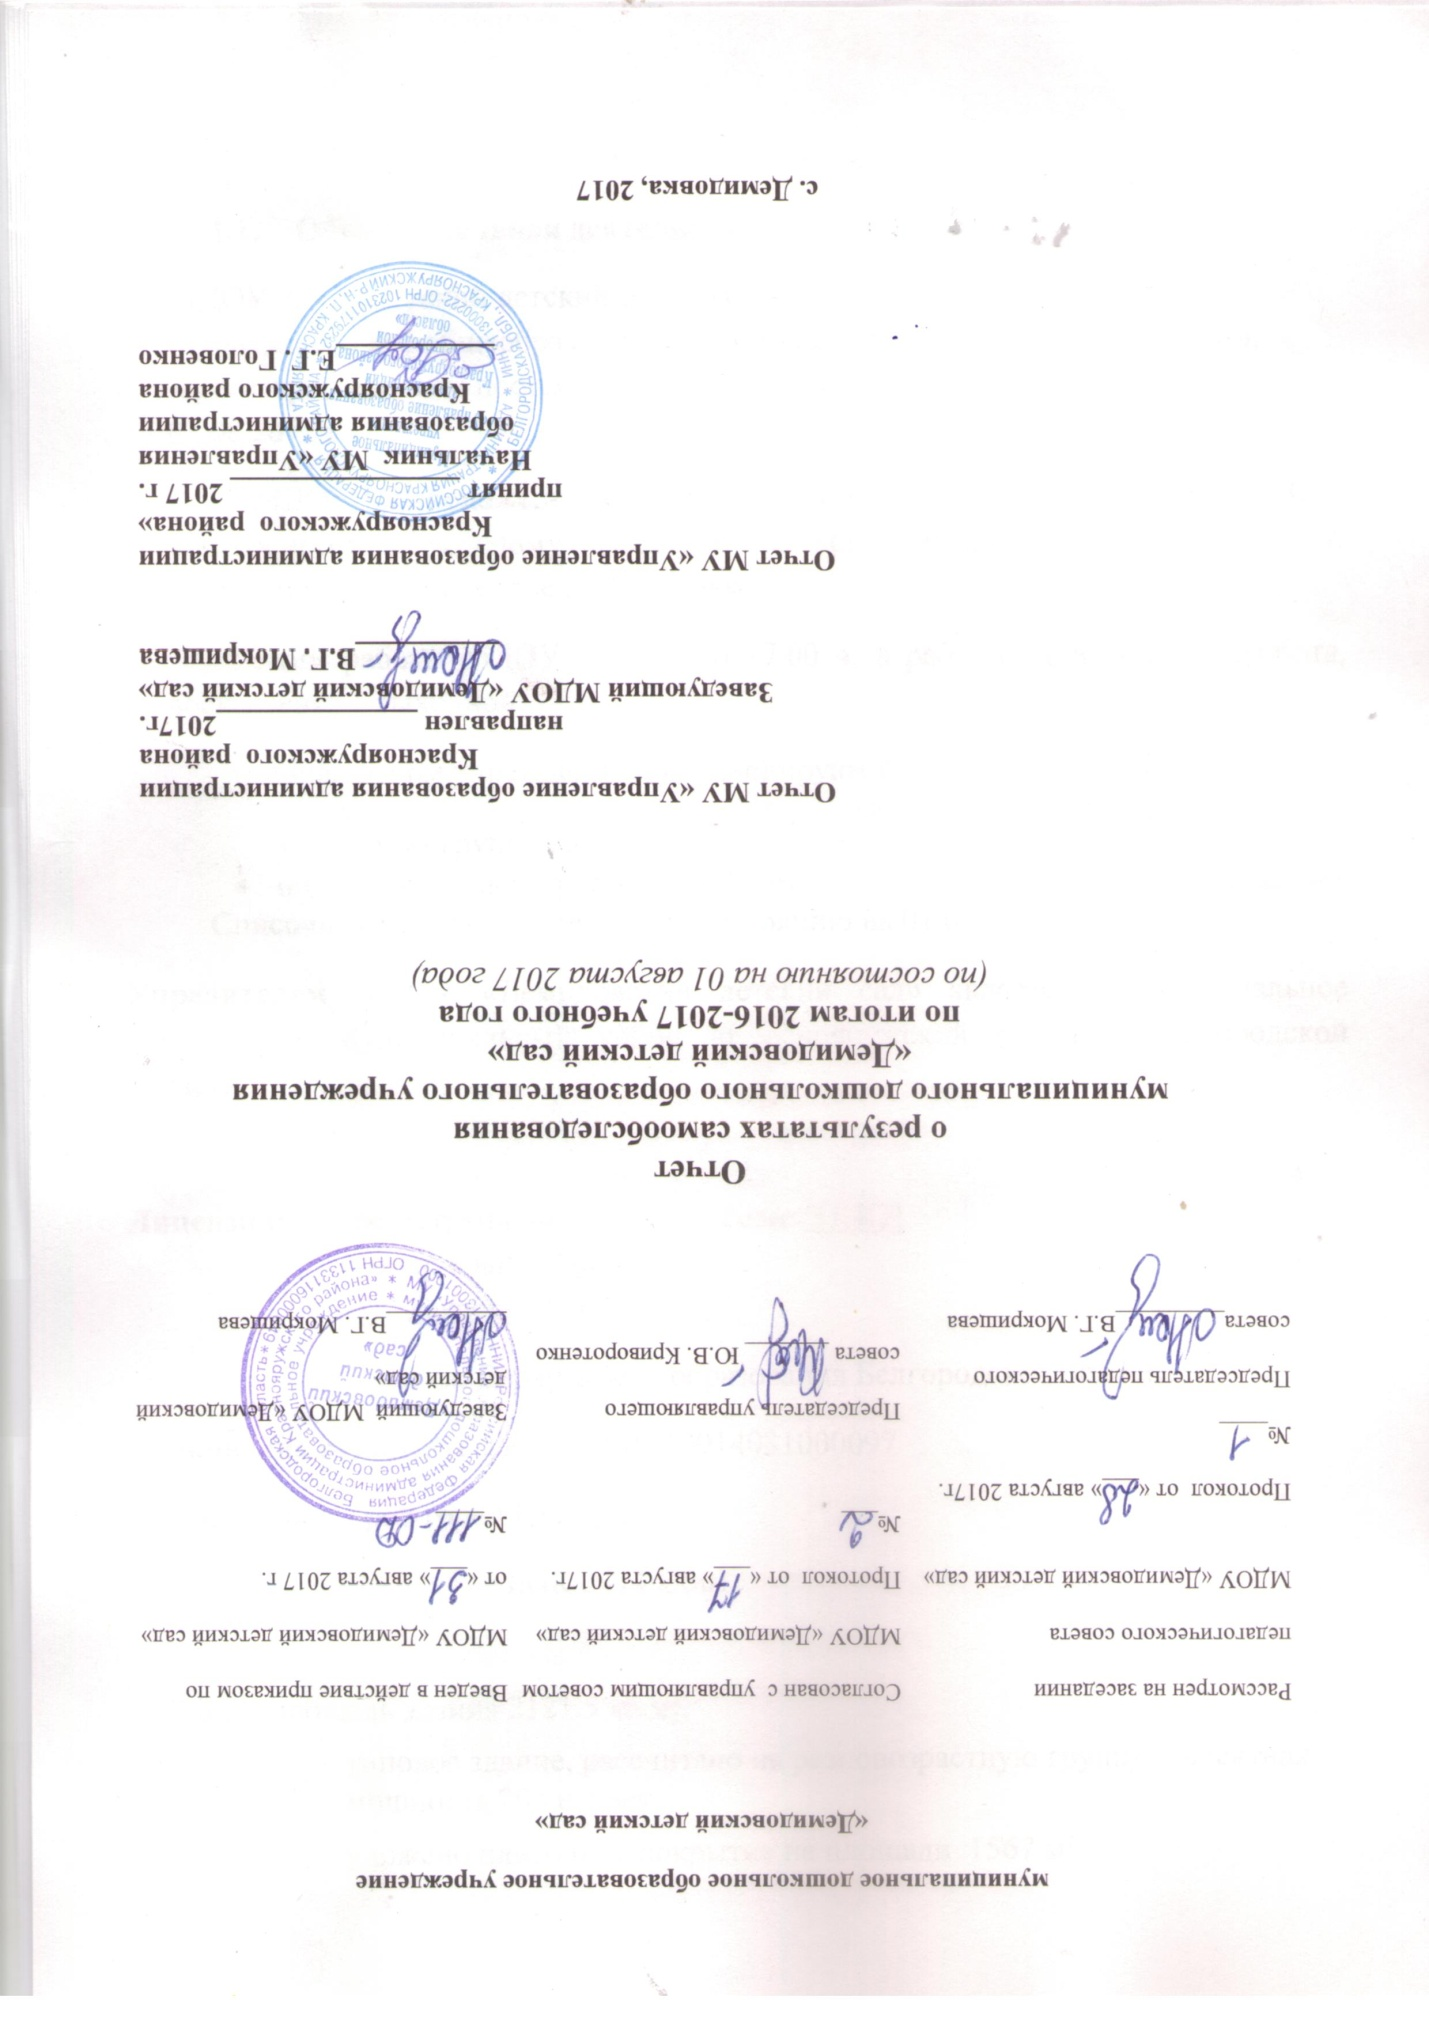 муниципальное дошкольное образовательное учреждение
«Демидовский детский сад»
Рассмотрен на заседании
педагогического совета
МДОУ «Демидовский детский сад»
Протокол от «28» августа 2017г.
№ 1
Председатель педагогического
совета В.Г. Мокрищева
Согласован с управляющим советом
МДОУ «Демидовский детский сад»
Протокол от «17» августа 2017г.
№ 2
Председатель управляющего
совета Ю.В. Криворотенко
Введен в действие приказом по
МДОУ «Демидовский детский сад»
от «31» августа 2017 г.
№ 111-ОД
Заведующий МДОУ «Демидовский
детский сад»
В.Г. Мокрищева
Отчет
о результатах самообследования
муниципального дошкольного образовательного учреждения
«Демидовский детский сад»
по итогам 2016-2017 учебного года
(по состоянию на 01 августа 2017 года)
Отчет МУ «Управление образования администрации
Краснояружского района
направлен 2017г.
Заведующий МДОУ «Демидовский детский сад»
В.Г. Мокрищева
Отчет МУ «Управление образования администрации
Краснояружского района»
принят 2017 г.
Начальник МУ «Управления
образования администрации
Краснояружского района
Е.Г. Головенко
с. Демидовка, 2017